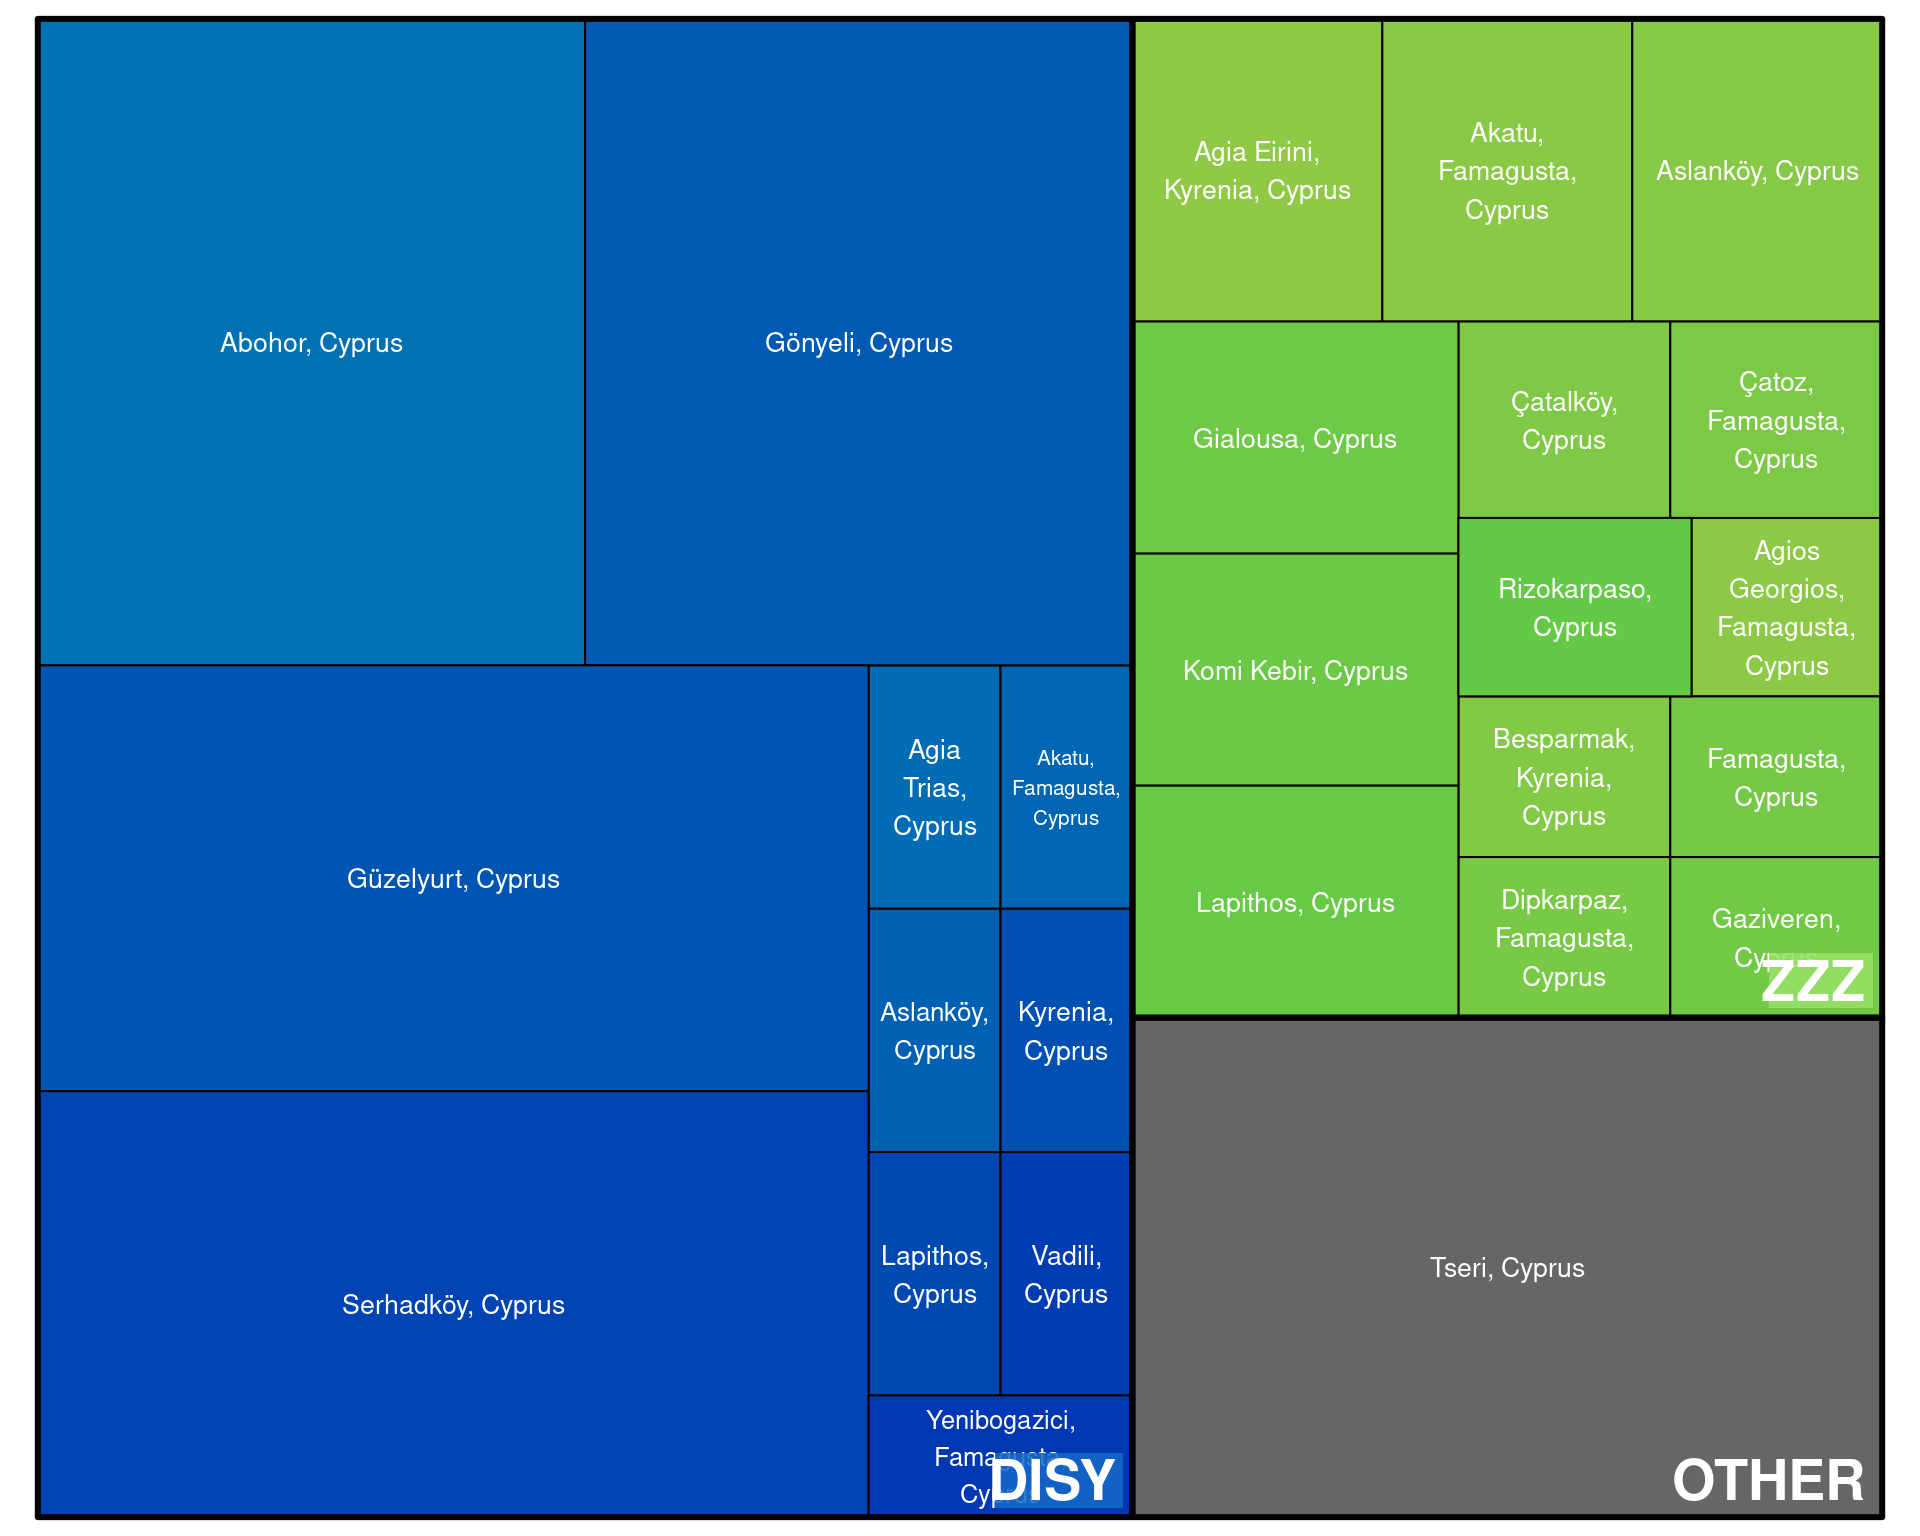 Abohor, Cyprus
Gönyeli, Cyprus
Güzelyurt, Cyprus
Serhadköy, Cyprus
Agia
Trias,
Cyprus
Akatu,
Famagusta,
Cyprus
Aslanköy,
Cyprus
Kyrenia,
Cyprus
Lapithos,
Cyprus
Vadili,
Cyprus
Yenibogazici,
Famagusta,
Cyprus
DISY
Agia Eirini,
Kyrenia, Cyprus
Akatu,
Famagusta,
Cyprus
Aslanköy, Cyprus
Gialousa, Cyprus
Komi Kebir, Cyprus
Lapithos, Cyprus
Çatalköy,
Cyprus
Çatoz,
Famagusta,
Cyprus
Rizokarpaso,
Cyprus
Agios
Georgios,
Famagusta,
Cyprus
Besparmak,
Kyrenia,
Cyprus
Famagusta,
Cyprus
Dipkarpaz,
Famagusta,
Cyprus
Gaziveren,
Cyprus
ZZZ
Tseri, Cyprus
OTHER